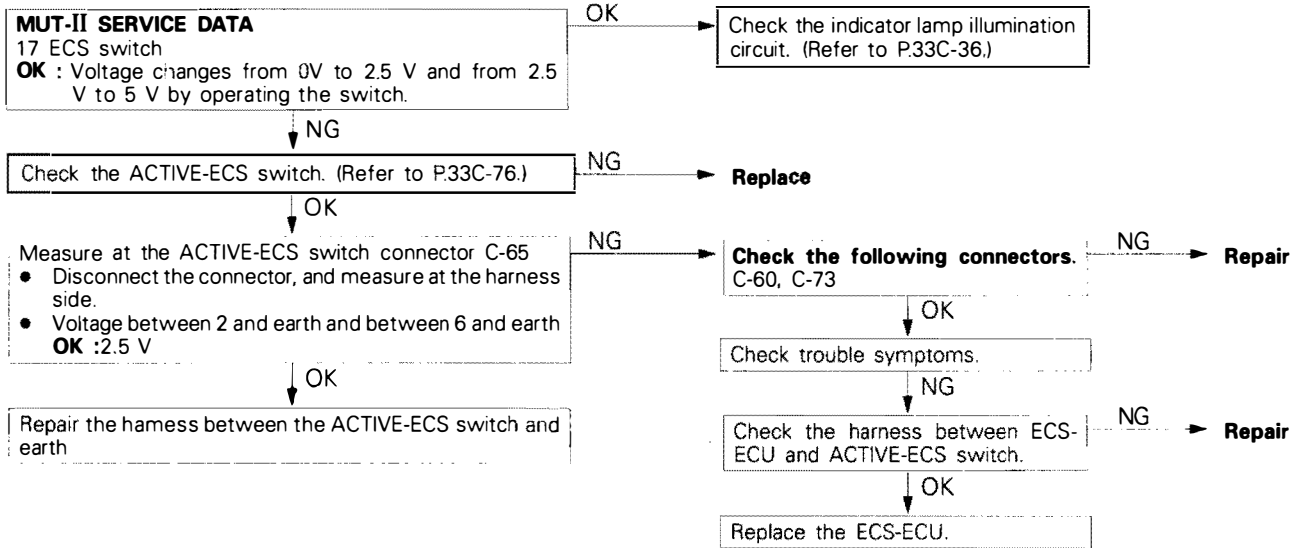 MUT-II SERVICE DATA
17 ECS switch
OK : Voltage changes from 0V to 2.5 V and from 2.5
V to 5 V by operating the switch.
OK
Check the indicator lamp illumination
circuit. (Refer to P.33C-36.)
NG
Check the ACTIVE-ECS switch. (Refer to P.33C-76.)
NG
Replace
OK
Measure at the ACTIVE-ECS switch connector C-65
● Disconnect the connector, and measure at the harness
side.
● Voltage between 2 and earth and between 6 and earth
OK :2.5 V
NG
Check the following connectors.
C-60, C-73
NG
Repair
OK
Check trouble symptoms.
NG
OK
Repair the harness between the ACTIVE-ECS switch and
earth
Check the harness between ECS-
ECU and ACTIVE-ECS switch.
NG
Repair
OK
Replace the ECS-ECU.